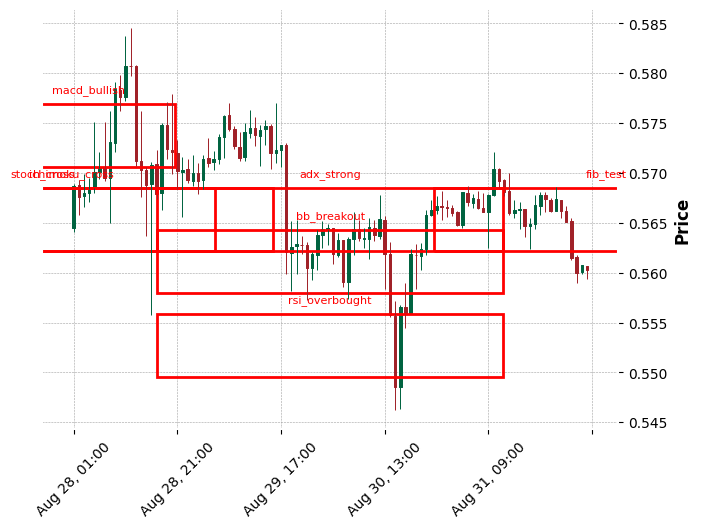 macd_bullish
adx_strong
fib_test
bb_breakout
rsi_overbought
0.585
0.580
0.575
0.570
0.565
0.560
0.555
0.550
0.545
Price
Aug 28, 01:00
Aug 28, 21:00
Aug 29, 17:00
Aug 30, 13:00
Aug 31, 09:00